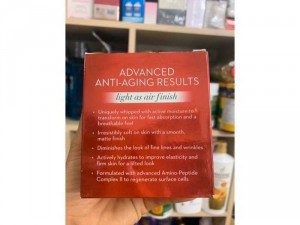 ADVANCED
ANTI-AGING RESULTS
light as air finish
• Uniquely whipped with active moisture to
transform on skin for fast absorption and a
breathable feel
• Irresistibly soft on skin with a smooth,
matte finish
• Diminishes the look of fine lines and wrinkles
• Actively hydrates to improve elasticity and
firm skin for a lifted look
• Formulated with advanced Amino-Peptide
Complex II to regenerate surface cells.